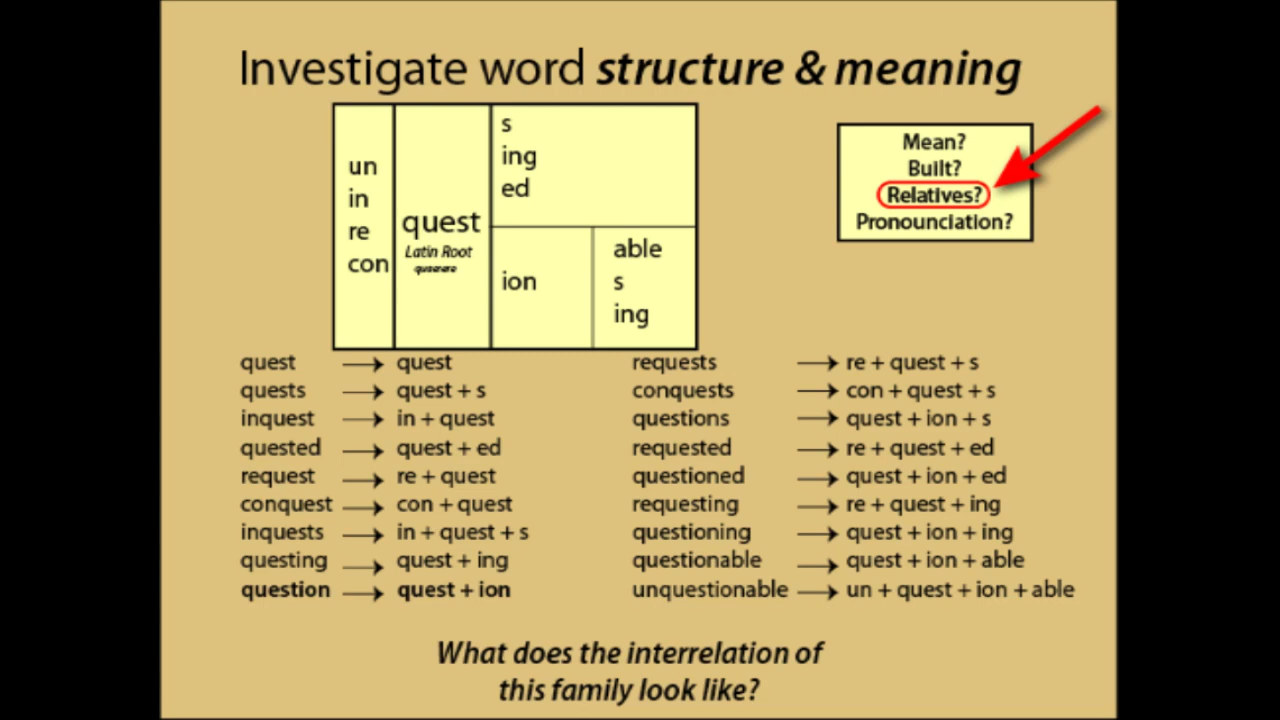 Investigate word structure & meaning
un
in
re
con
quest
Latin Root
quaerere
s
ing
ed
ion
able
s
ing
Mean?
Built?
Relatives?
Pronounciation?
quest → quest
quests → quest + s
inquest → in + quest
quested → quest + ed
request → re + quest
conquest → con + quest
inquests → in + quest + s
questing → quest + ing
question → quest + ion
requests → re + quest + s
conquests → con + quest + s
questions → quest + ion + s
requested → re + quest + ed
questioned → quest + ion + ed
requesting → re + quest + ing
questioning → quest + ion + ing
questionable → quest + ion + able
unquestionable → un + quest + ion + able
What does the interrelation of
this family look like?